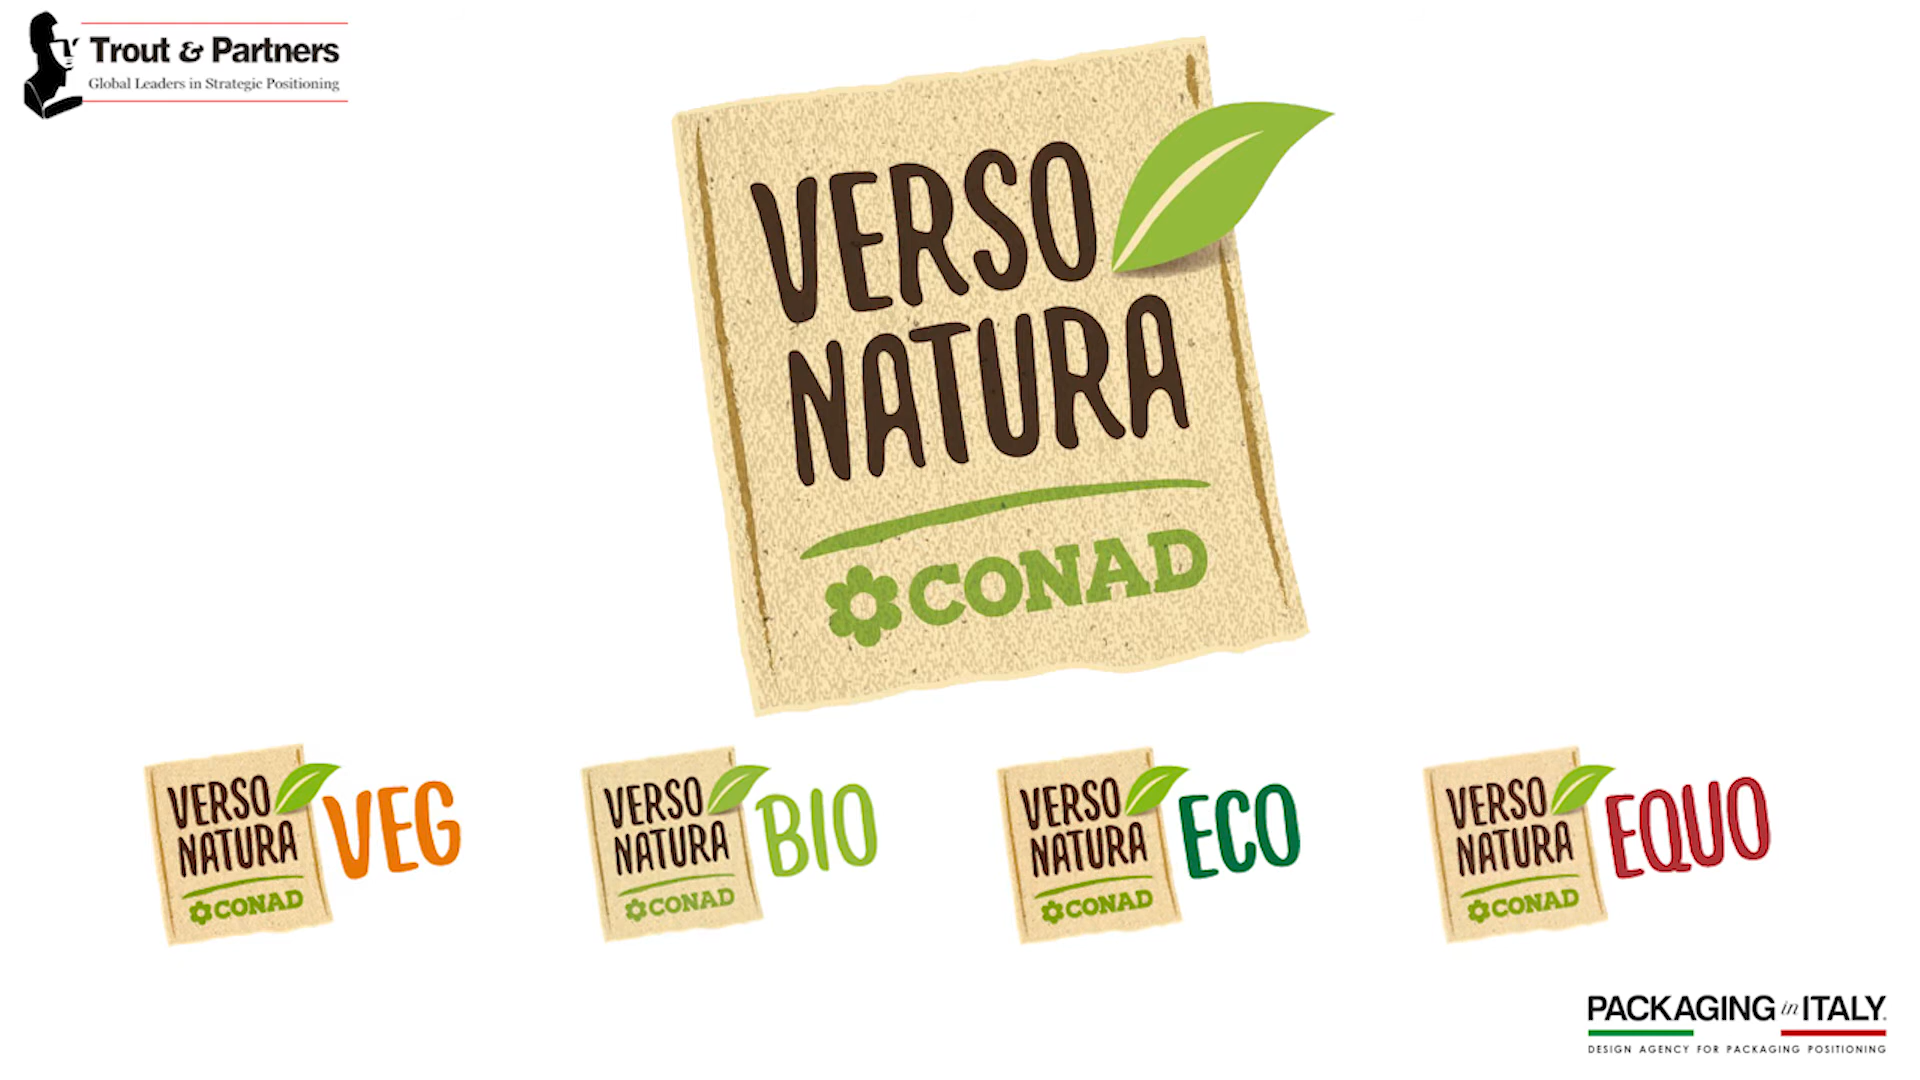 Trout & Partners
Global Leaders in Strategic Positioning
VERSO
NATURA
CONAD
VERSO
NATURA
CONAD
VEG
VERSO
NATURA
CONAD
BIO
VERSO
NATURA
CONAD
ECO
VERSO
NATURA
CONAD
EQUO
PACKAGING in ITALY
DESIGN AGENCY FOR PACKAGING POSITIONING